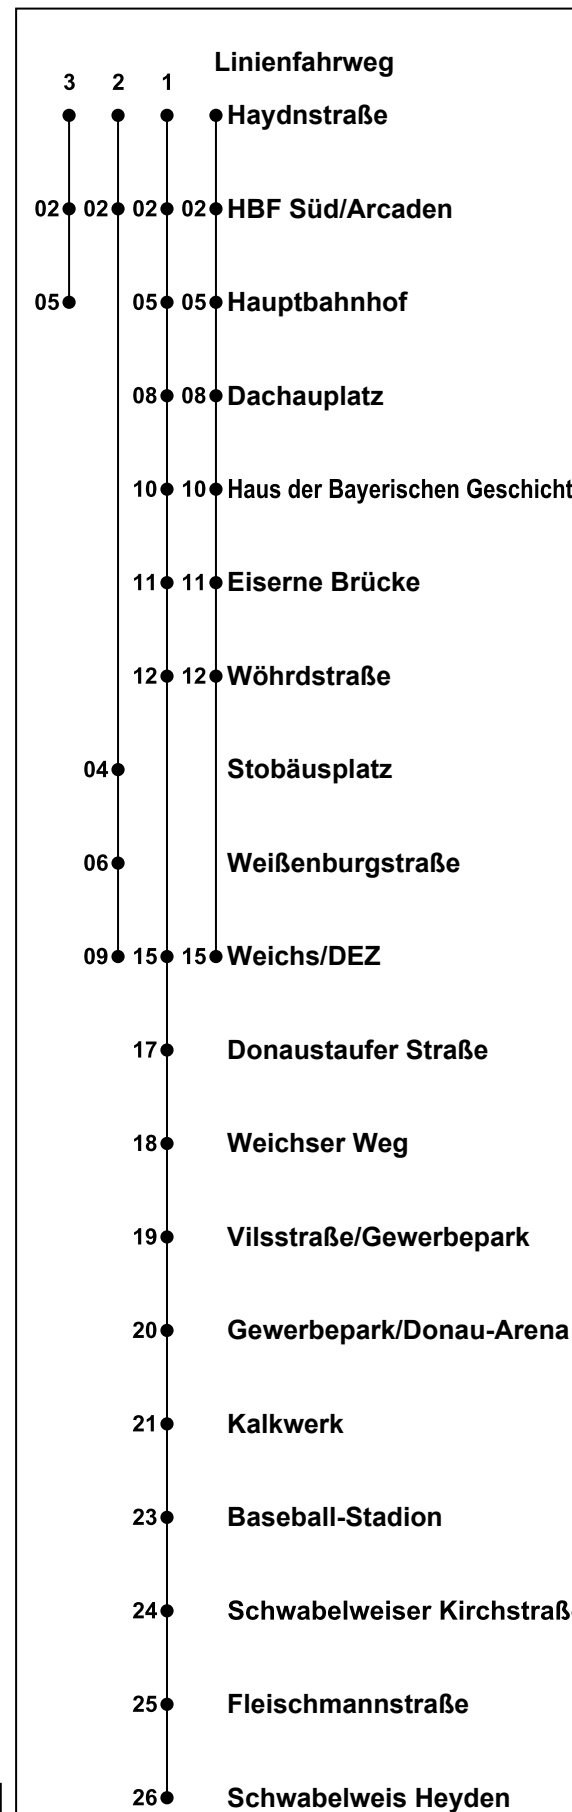 Linienfahrweg
3 2 1
Haydnstraße
02 02 02 02 HBF Süd/Arcaden
05 05 05 Hauptbahnhof
08 08 Dachauplatz
10 10 Haus der Bayerischen Geschicht
11 11 Eiserne Brücke
12 12 Wöhrdstraße
04 Stobäusplatz
06 Weißenburgstraße
09 15 15 Weichs/DEZ
17 Donaustaufer Straße
18 Weichser Weg
19 Vilsstraße/Gewerbepark
20 Gewerbepark/Donau-Arena
21 Kalkwerk
23 Baseball-Stadion
24 Schwabelweiser Kirchstraß
25 Fleischmannstraße
26 Schwabelweis Heyden